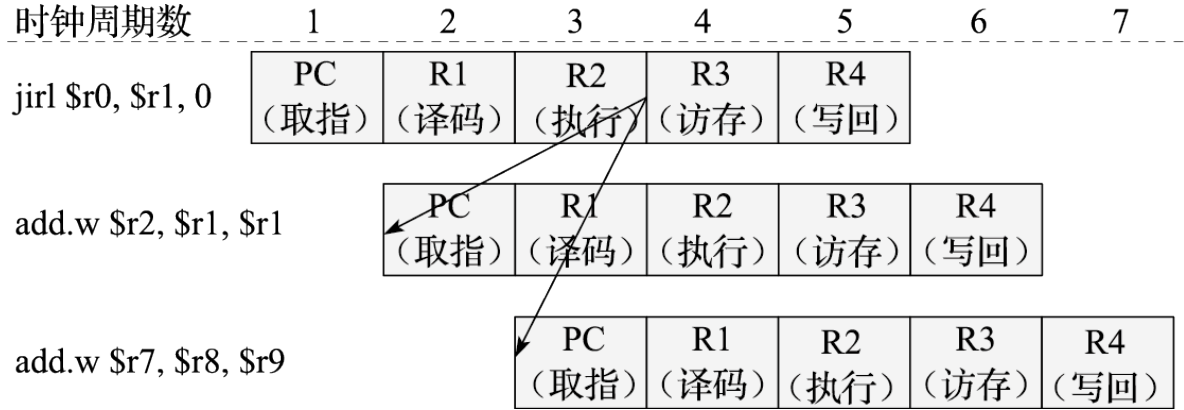 时钟周期数 1 2 3 4 5 6 7
PC R1 R2 R3 R4
jirl $r0, $r1, 0
（取指） （译码） （执行） （访存） （写回）
PC R1 R2 R3 R4
add.w $r2, $r1, $r1
（取指） （译码） （执行） （访存） （写回）
PC R1 R2 R3 R4
add.w $r7, $r8, $r9
（取指） （译码） （执行） （访存） （写回）